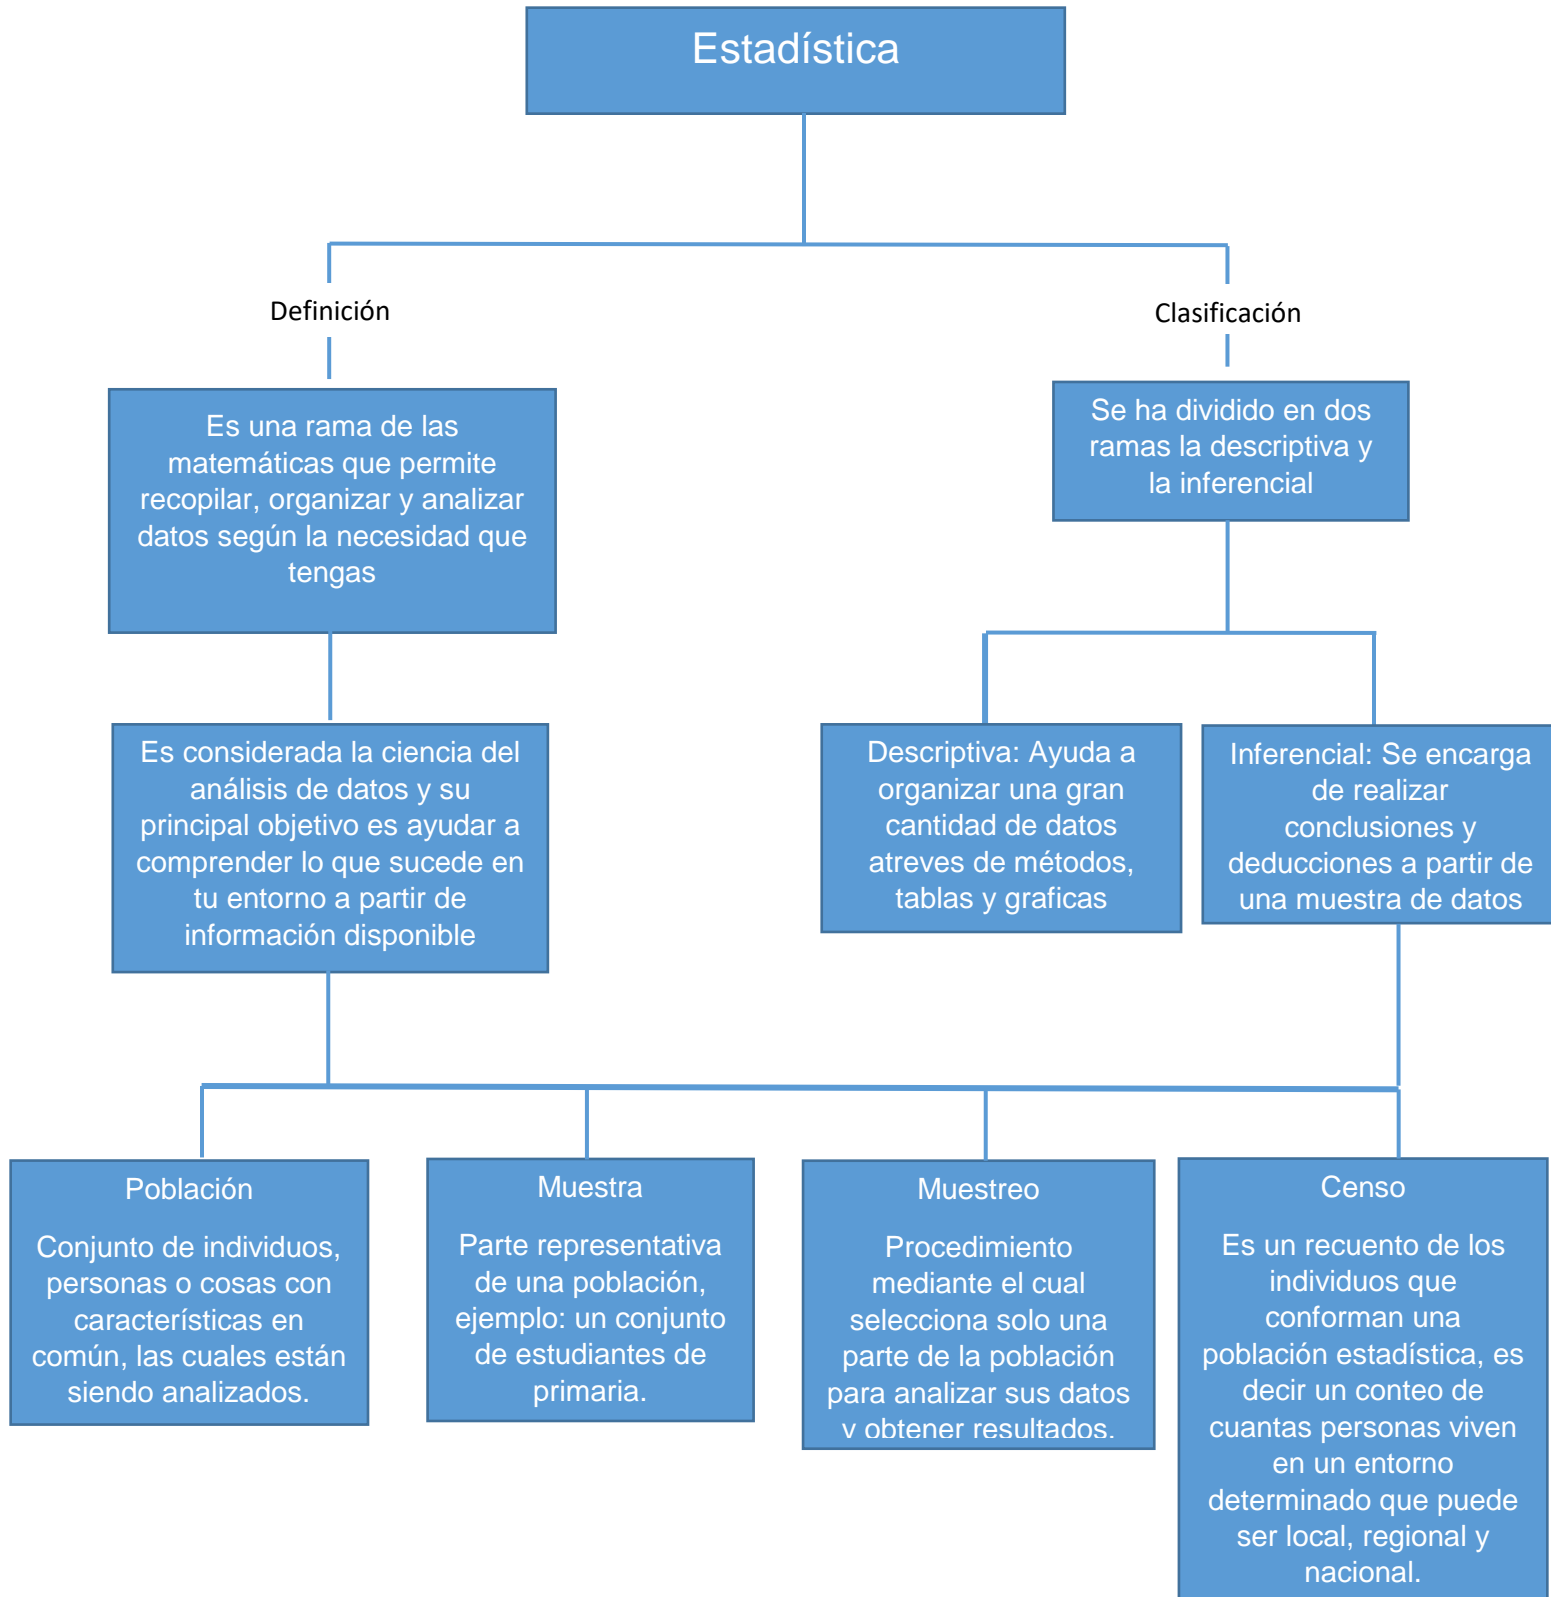 Estadística
Definición
Clasificación
Es una rama de las
matemáticas que permite
recopilar, organizar y analizar
datos según la necesidad que
tengas
Se ha dividido en dos
ramas la descriptiva y
la inferencial
Es considerada la ciencia del
análisis de datos y su
principal objetivo es ayudar a
comprender lo que sucede en
tu entorno a partir de
información disponible
Descriptiva: Ayuda a
organizar una gran
cantidad de datos
atreves de métodos,
tablas y graficas
Inferencial: Se encarga
de realizar
conclusiones y
deducciones a partir de
una muestra de datos
Población
Conjunto de individuos,
personas o cosas con
características en
común, las cuales están
siendo analizados.
Muestra
Parte representativa
de una población,
ejemplo: un conjunto
de estudiantes de
primaria.
Muestreo
Procedimiento
mediante el cual
selecciona solo una
parte de la población
para analizar sus datos
y obtener resultados.
Censo
Es un recuento de los
individuos que
conforman una
población estadística, es
decir un conteo de
cuantas personas viven
en un entorno
determinado que puede
ser local, regional y
nacional.